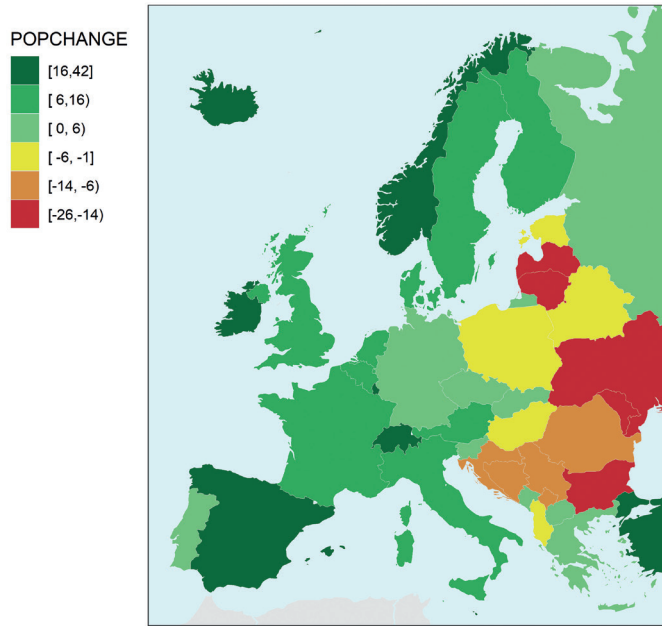 POPCHANGE
[16,42]
[ 6,16)
[ 0, 6)
[ -6, -1]
[-14, -6)
[-26,-14)